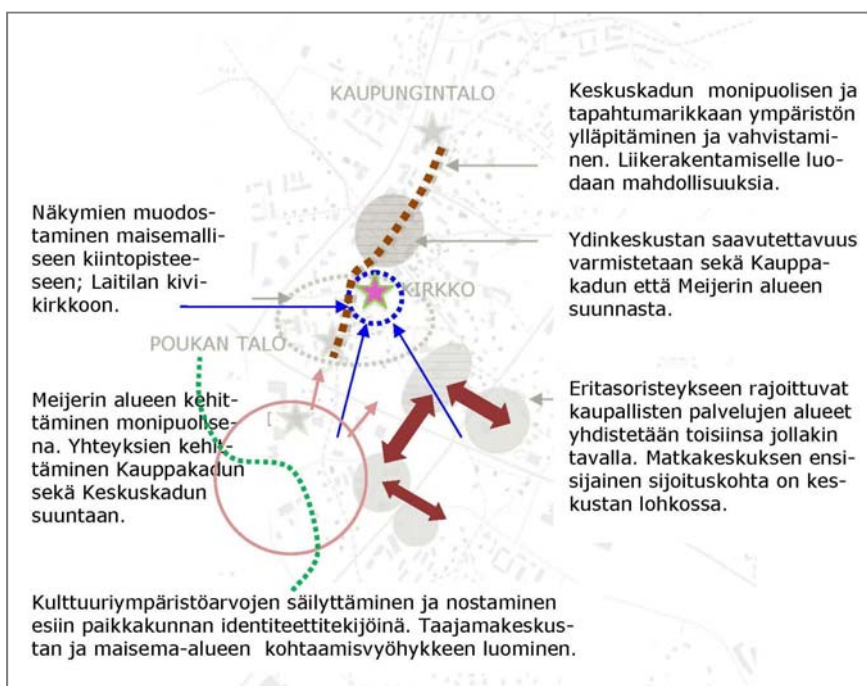 KAUPUNGINTALO
Keskuskadun monipuolisen ja
tapahtumarikkaan ympäristön
ylläpitäminen ja vahvistami-
nen. Liikerakentamiselle luo-
daan mahdollisuuksia.
Näkymien muodos-
taminen maisemalli-
seen kiintopistee-
seen; Laitilan kivi-
kirkkoon.
Ydinkeskustan saavutettavuus
varmistetaan sekä Kauppa-
kadun että Meijerin alueen
suunnasta.
KIRKKO
POUKAN TALO
Meijerin alueen kehit-
täminen monipuolise-
na. Yhteyksien kehit-
täminen Kauppakadun
sekä Keskuskadun
suuntaan.
Eritasoristeykseen rajoittuvat
kaupallisten palvelujen alueet
yhdistetään toisiinsa jollakin
tavalla. Matkakeskuksen ensi-
sijainen sijoituskohta on kes-
kustan lohkossa.
Kulttuuriympäristöarvojen säilyttäminen ja nostaminen
esiin paikkakunnan identiteettitekijöinä. Taajamakeskus-
tan ja maisema-alueen kohtaamisvyöhykkeen luominen.